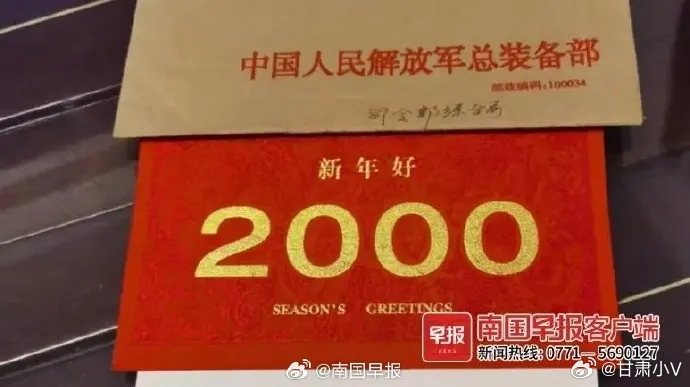 中国人民解放军总装备部
邮政编码:100034
新年好
2000
SEASON'S GREETINGS
早报
南国早报客户端
新闻热线: 0771—5690127
@南国早报
@甘肃小V